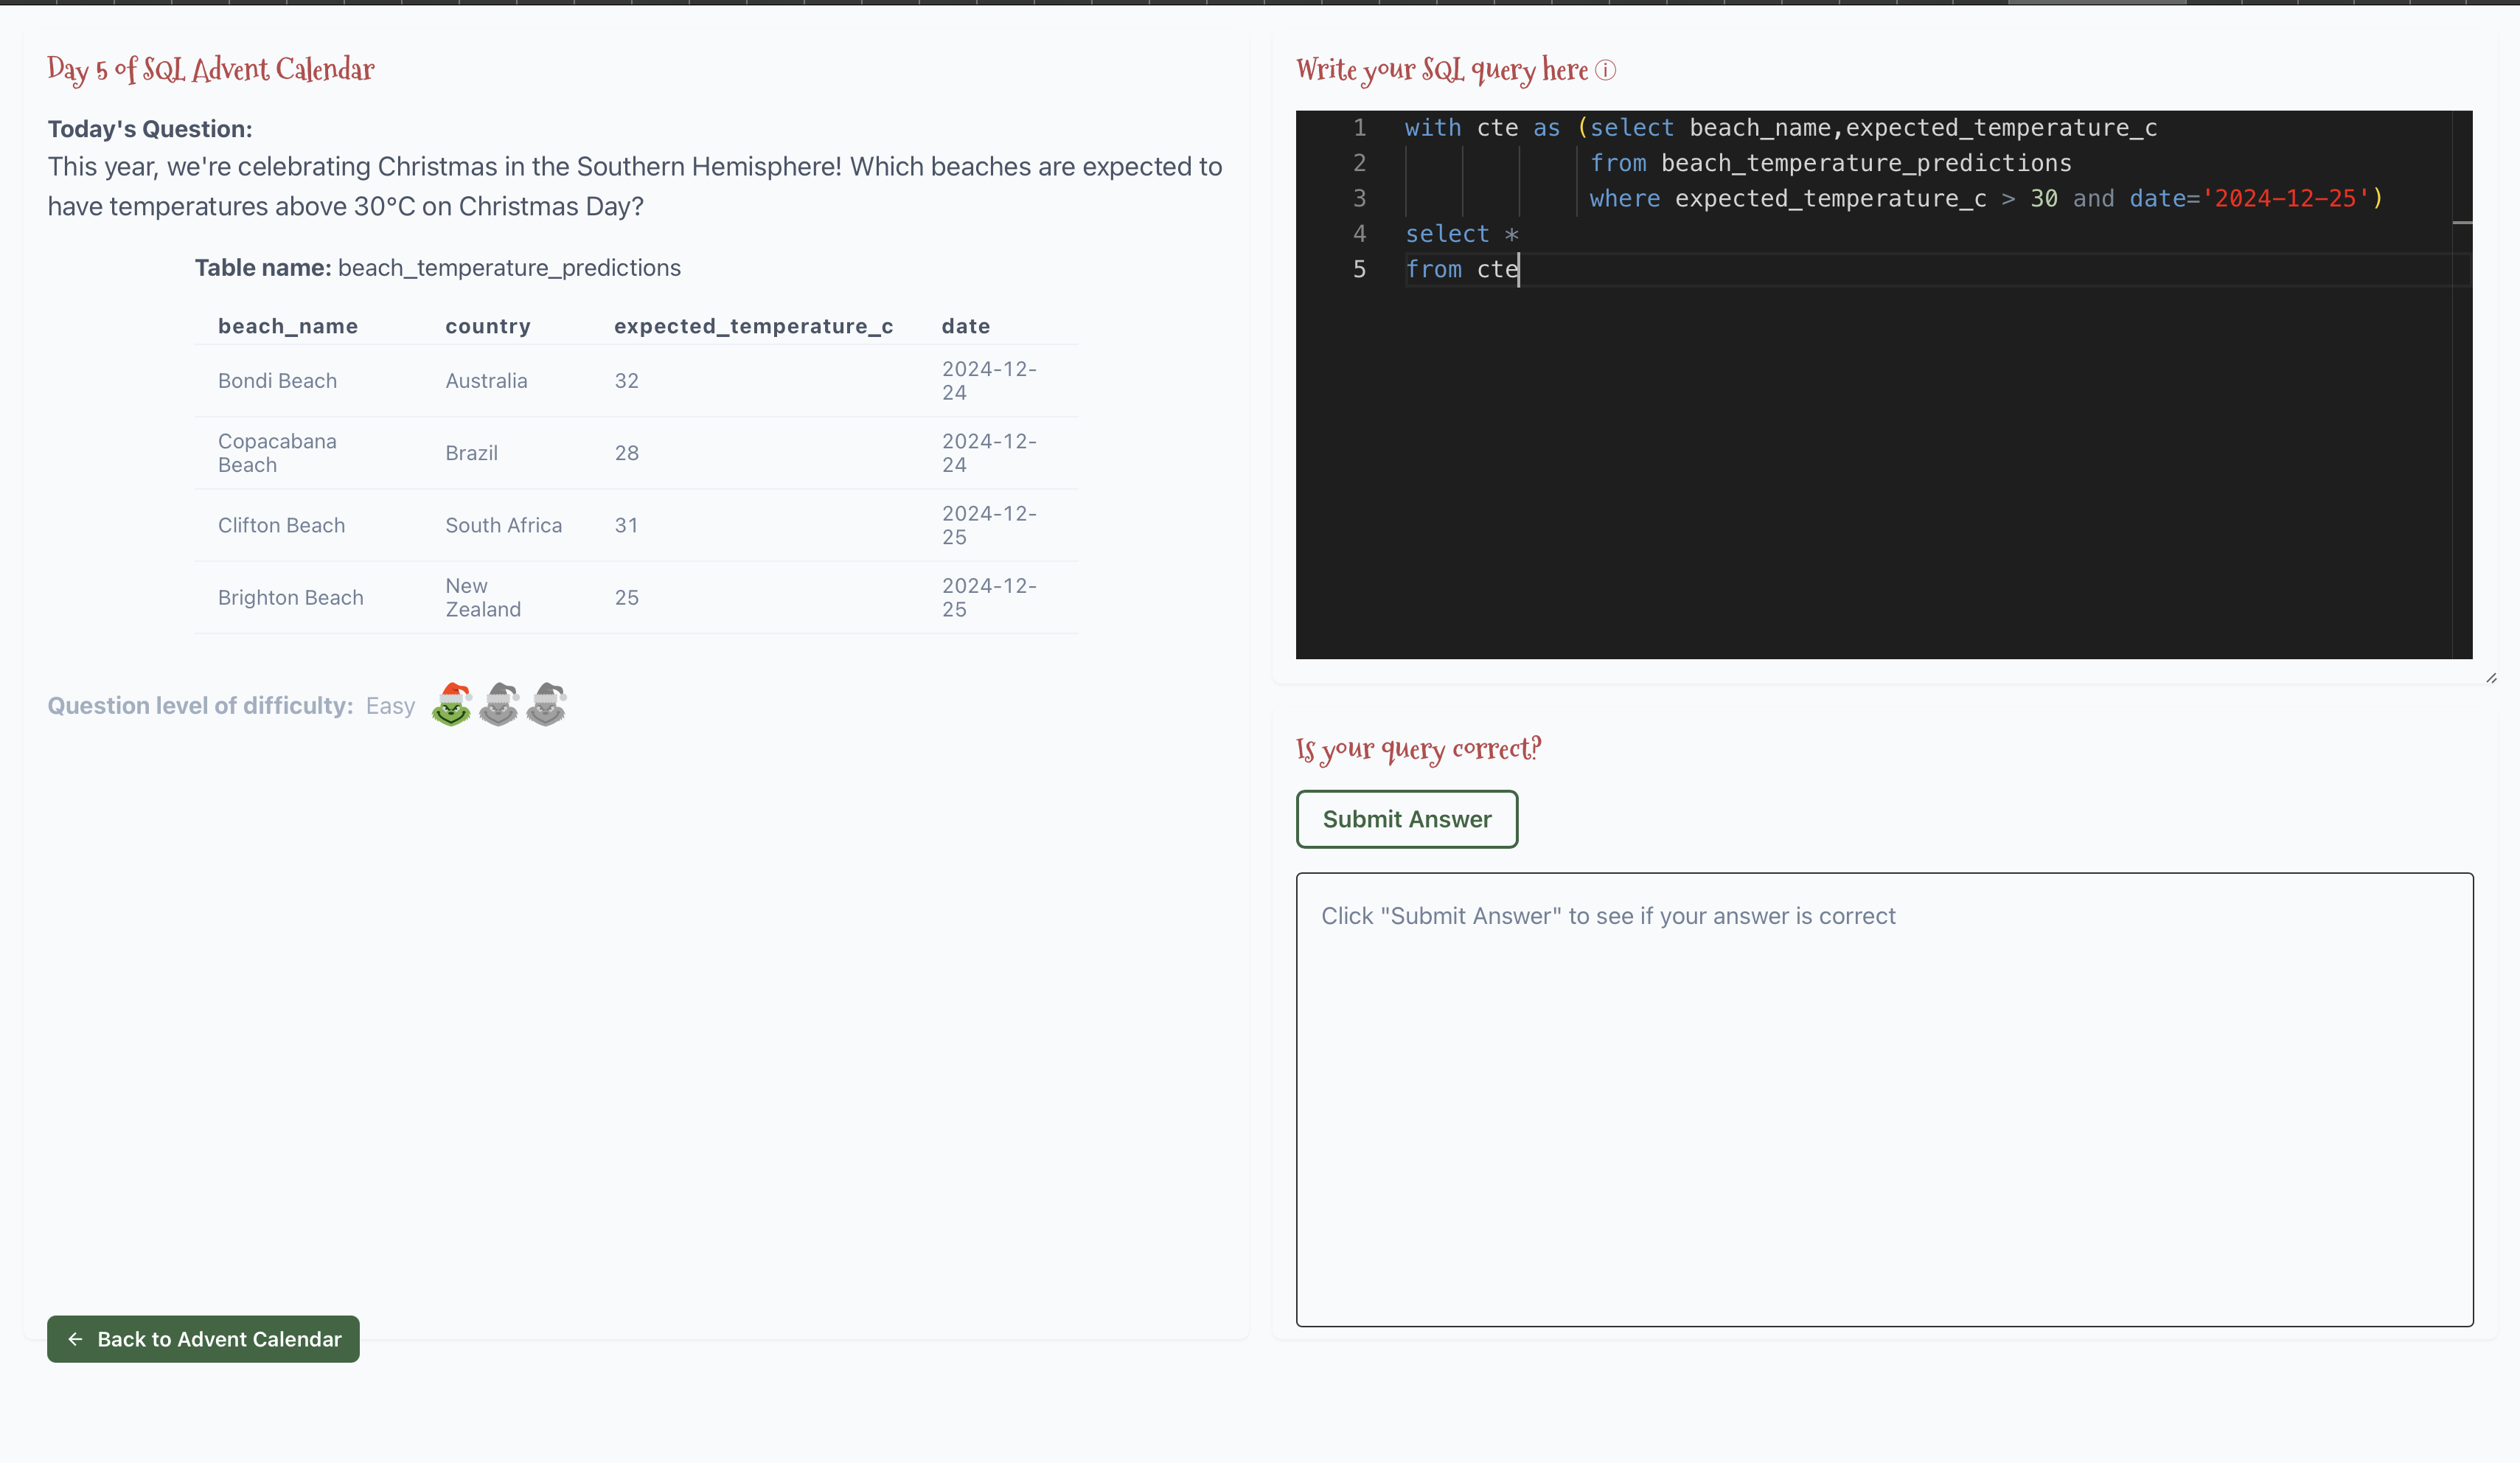 Day 5 of SQL Advent Calendar
Today's Question:
This year, we're celebrating Christmas in the Southern Hemisphere! Which beaches are expected to
have temperatures above 30°C on Christmas Day?
Table name: beach_temperature_predictions
beach_name country expected_temperature_c date
Bondi Beach Australia 32 2024-12-
24
Copacabana
Beach Brazil 28 2024-12-
24
Clifton Beach South Africa 31 2024-12-
25
Brighton Beach New
Zealand 25 2024-12-
25
Question level of difficulty: Easy
← Back to Advent Calendar
Write your SQL query here ⓘ
1 with cte as (select beach_name,expected_temperature_c
2 from beach_temperature_predictions
3 where expected_temperature_c > 30 and date='2024-12-25')
4 select *
5 from cte
Is your query correct?
Submit Answer
Click "Submit Answer" to see if your answer is correct